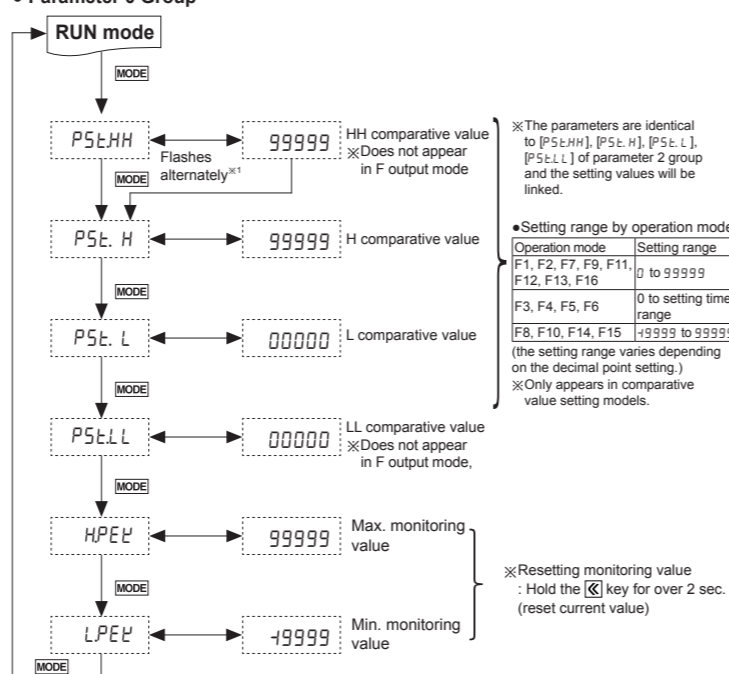 ● Parameter 0 Group
RUN mode
MODE
PSt.HH
99999
HH comparative value
※Does not appear
in F output mode
Flashes
alternately※1
MODE
PSt. H
99999
H comparative value
MODE
PSt. L
00000
L comparative value
MODE
PSt.LL
00000
LL comparative value
※Does not appear
in F output mode,
MODE
H.PEK
99999
Max. monitoring
value
MODE
L.PEK
-19999
Min. monitoring
value
MODE
※The parameters are identical
to [PSt.HH], [PSt. H], [PSt. L],
[PSt.LL] of parameter 2 group
and the setting values will be
linked.
●Setting range by operation mode
Operation mode Setting range
F1, F2, F7, F9, F11,
F12, F13, F16
0 to 99999
F3, F4, F5, F6
0 to setting time
range
F8, F10, F14, F15 -19999 to 99999
(the setting range varies depending
on the decimal point setting.)
※Only appears in comparative
value setting models.
※Resetting monitoring value
: Hold the ≪ key for over 2 sec.
(reset current value)